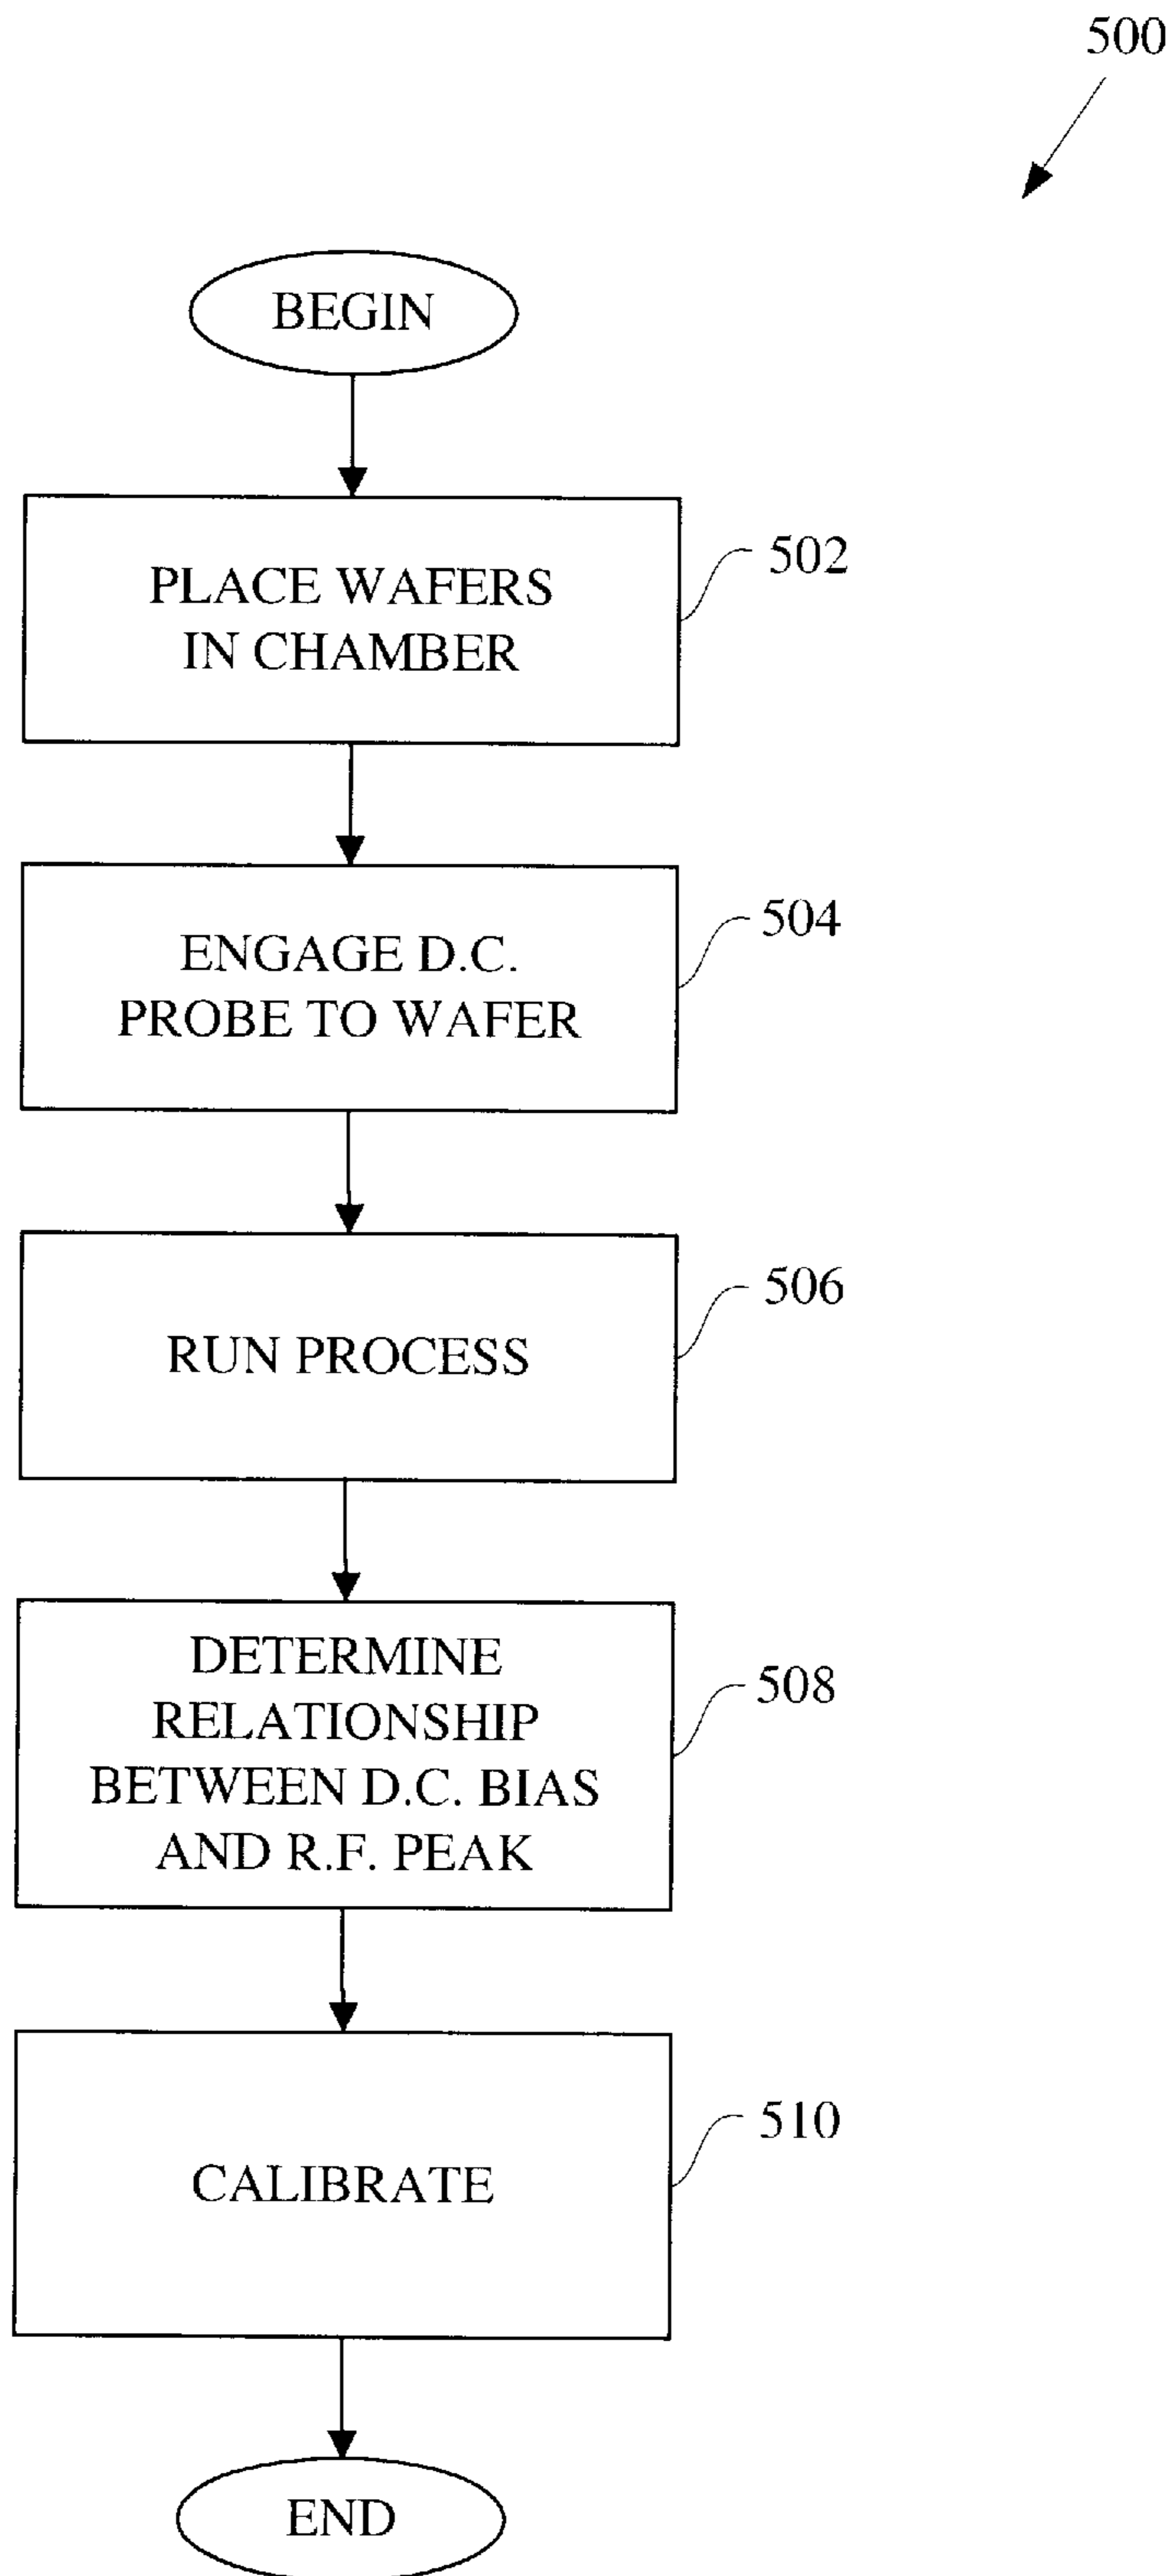 500
BEGIN
PLACE WAFERS
IN CHAMBER
502
ENGAGE D.C.
PROBE TO WAFER
504
RUN PROCESS
506
DETERMINE
RELATIONSHIP
BETWEEN D.C. BIAS
AND R.F. PEAK
508
CALIBRATE
510
END